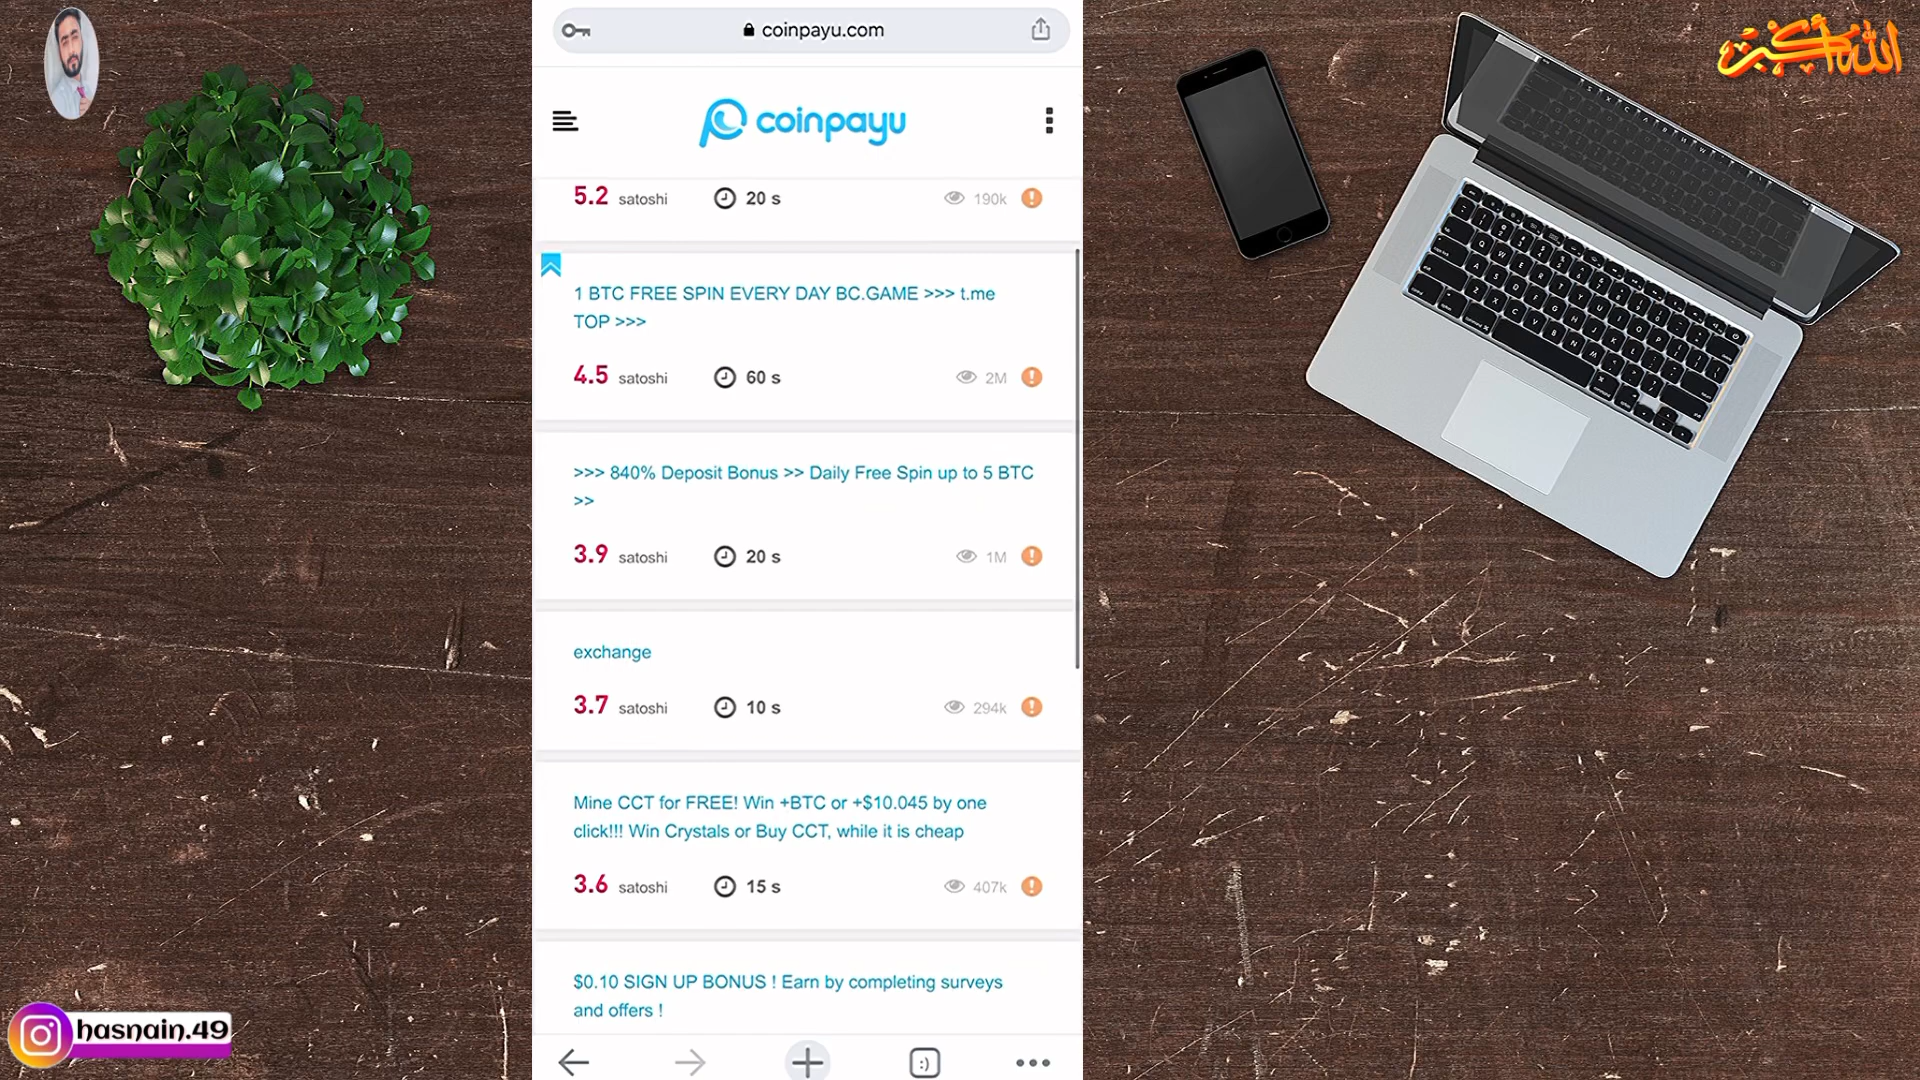 coinpayu.com
الله أكبر
coinpayu
5.2 satoshi 20 s 190k
1 BTC FREE SPIN EVERY DAY BC.GAME >>> t.me
TOP >>>
4.5 satoshi 60 s 2M
>>> 840% Deposit Bonus >> Daily Free Spin up to 5 BTC
>>
3.9 satoshi 20 s 1M
exchange
3.7 satoshi 10 s 294k
Mine CCT for FREE! Win +BTC or +$10.045 by one
click!!! Win Crystals or Buy CCT, while it is cheap
3.6 satoshi 15 s 407k
$0.10 SIGN UP BONUS ! Earn by completing surveys
and offers !
:)
hasnain.49